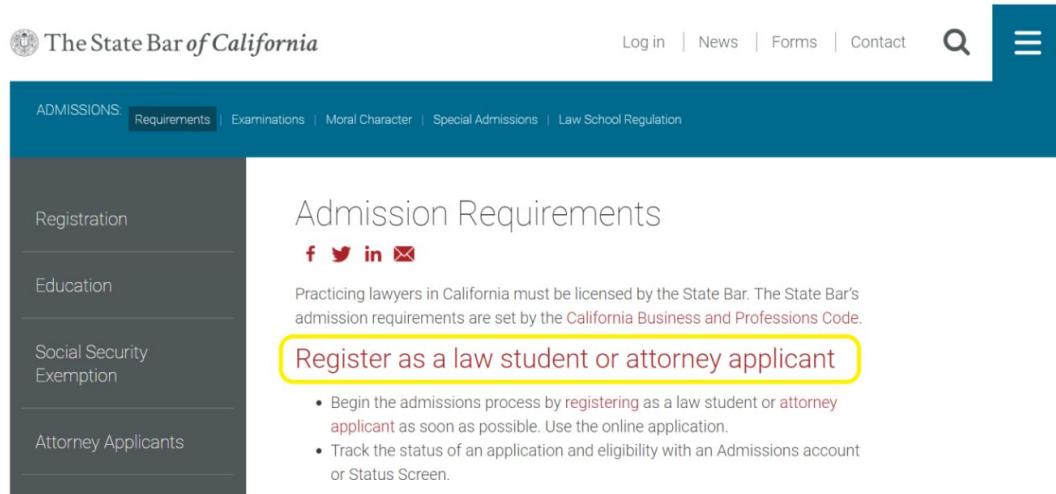 The State Bar of California
Log in | News | Forms | Contact
ADMISSIONS: Requirements | Examinations | Moral Character | Special Admissions | Law School Regulation
Registration
Education
Social Security
Exemption
Attorney Applicants
Admission Requirements
Practicing lawyers in California must be licensed by the State Bar. The State Bar’s
admission requirements are set by the California Business and Professions Code.
Register as a law student or attorney applicant
• Begin the admissions process by registering as a law student or attorney
applicant as soon as possible. Use the online application.
• Track the status of an application and eligibility with an Admissions account
or Status Screen.